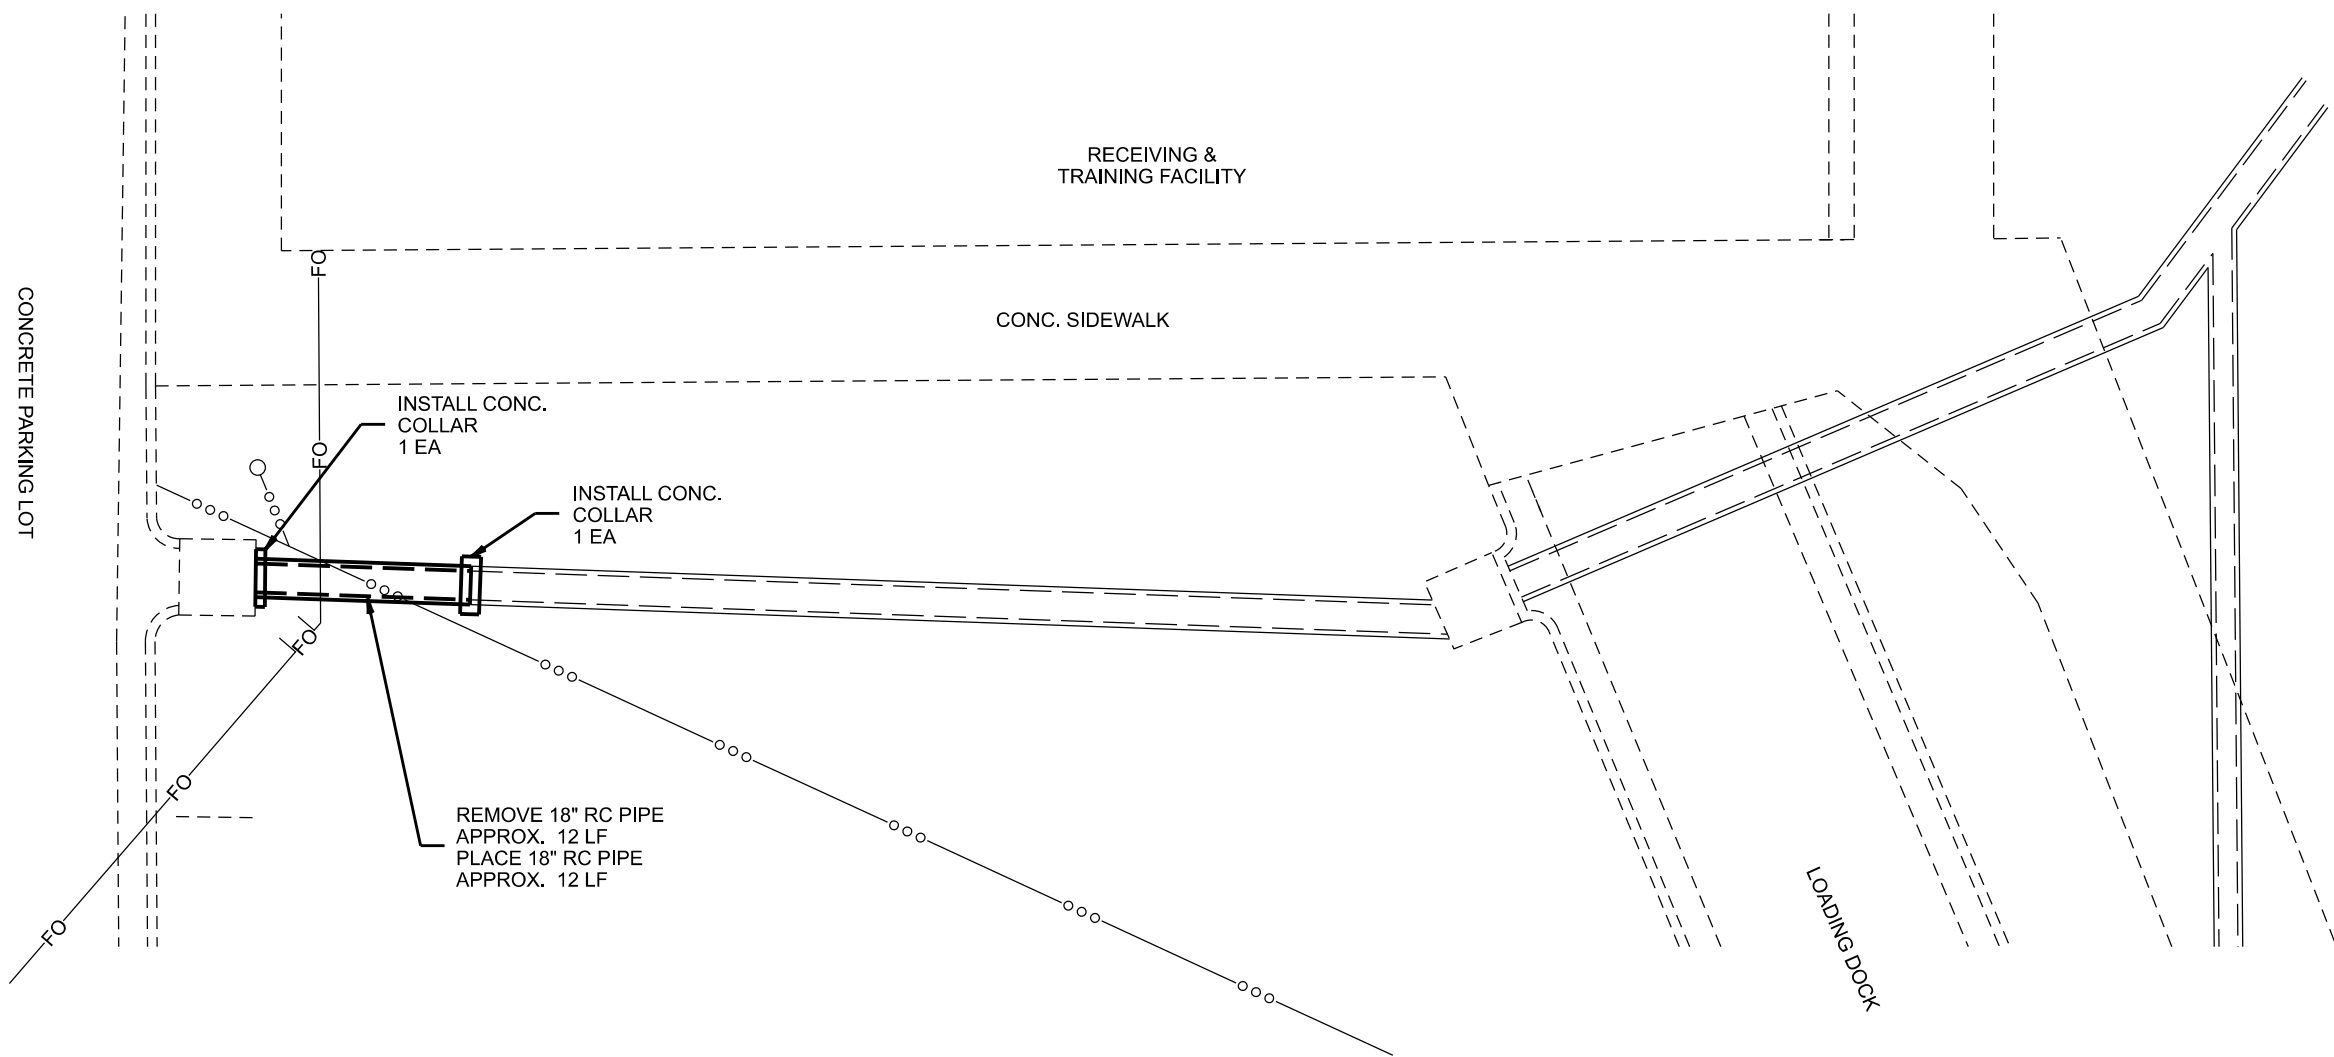 RECEIVING &
TRAINING FACILITY
FO
CONC. SIDEWALK
CONCRETE PARKING LOT
INSTALL CONC.
COLLAR
1 EA
FO
INSTALL CONC.
COLLAR
1 EA
FO
FO
REMOVE 18" RC PIPE
APPROX. 12 LF
PLACE 18" RC PIPE
APPROX. 12 LF
FO
LOADING DOCK